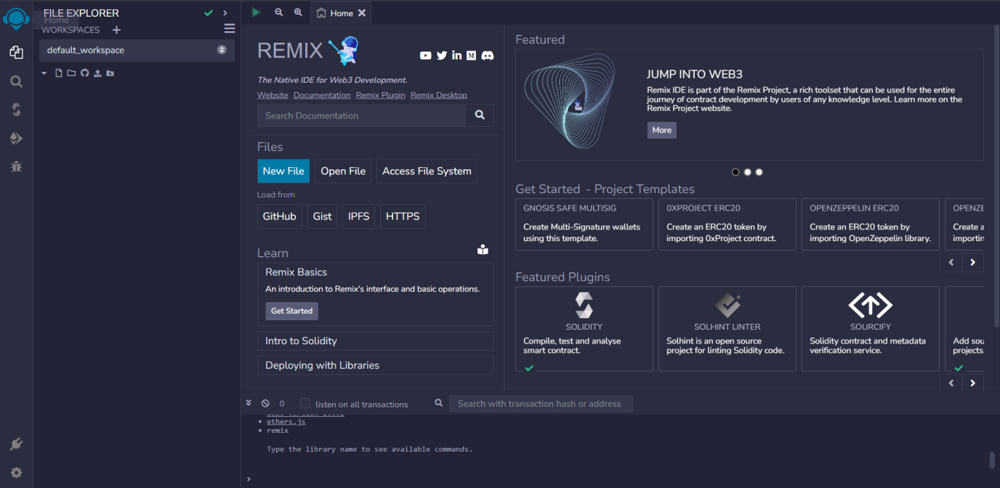 FILE EXPLORER
Home
WORKSPACES
default_workspace
Home
REMIX
The Native IDE for Web3 Development.
Website Documentation Remix Plugin Remix Desktop
Search Documentation
Files
New File Open File Access File System
Load from
GitHub Gist IPFS HTTPS
Learn
Remix Basics
An introduction to Remix's interface and basic operations.
Get Started
Intro to Solidity
Deploying with Libraries
Featured
JUMP INTO WEB3
Remix IDE is part of the Remix Project, a rich toolset that can be used for the entire
journey of contract development by users of any knowledge level. Learn more on the
Remix Project website.
More
Get Started - Project Templates
GNOSIS SAFE MULTISIG
Create Multi-Signature wallets
using this template.
0XPROJECT ERC20
Create an ERC20 token by
importing 0xProject contract.
OPENZEPPELIN ERC20
Create an ERC20 token by
importing OpenZeppelin library.
OPENZE
Create a
importin
Featured Plugins
SOLIDITY
Compile, test and analyse
smart contract.
SOLHINT LINTER
Solhint is an open source
project for linting Solidity code.
SOURCIFY
Solidity contract and metadata
verification service.
Add sou
projects.
0 listen on all transactions
Search with transaction hash or address
ethers.js
remix
Type the library name to see available commands.
>